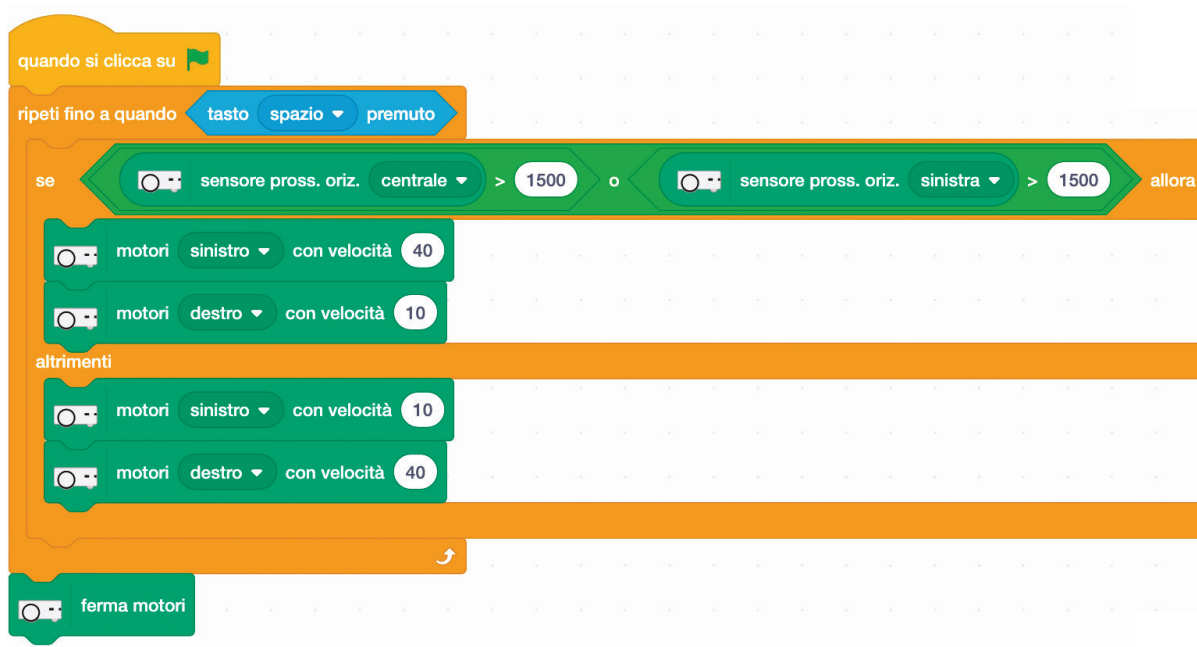 quando si clicca su
ripeti fino a quando tasto spazio premuto
se sensore pross. oriz. centrale > 1500 o sensore pross. oriz. sinistra > 1500 allora
motori sinistro con velocità 40
motori destro con velocità 10
altrimenti
motori sinistro con velocità 10
motori destro con velocità 40
ferma motori